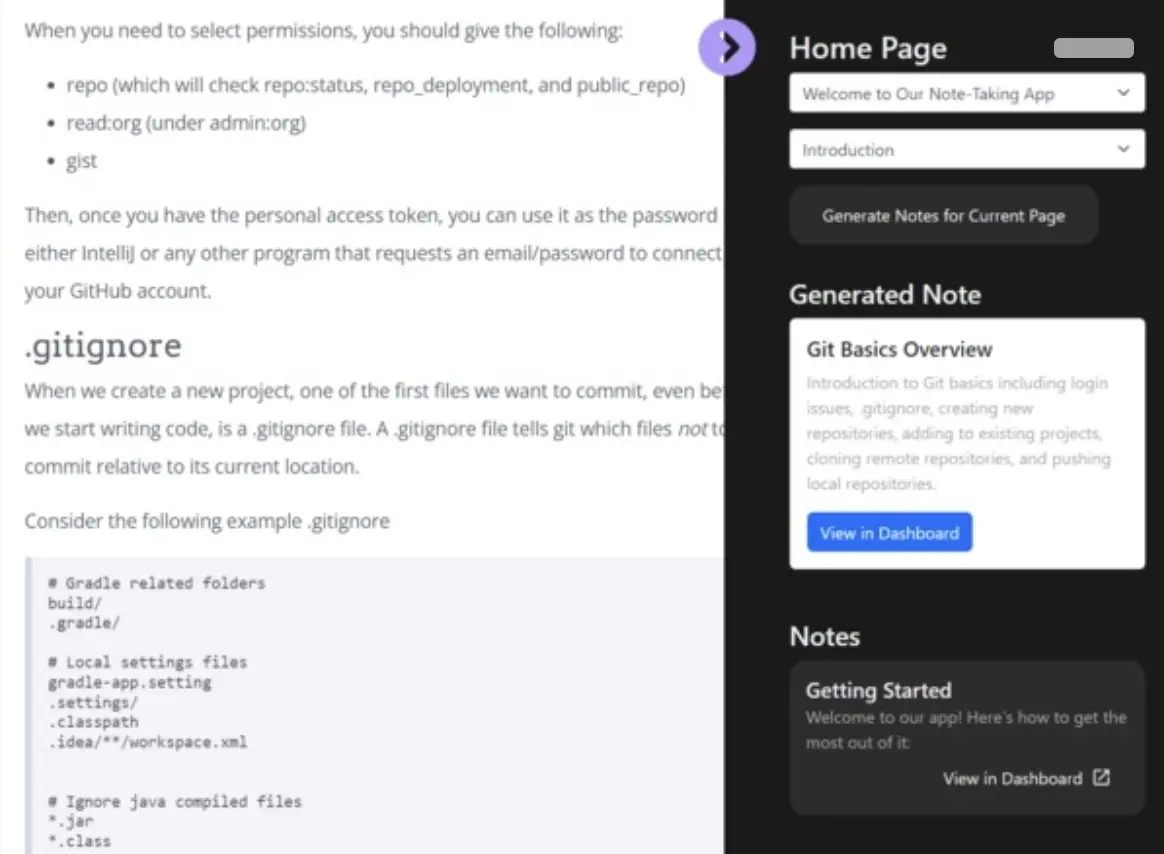 When you need to select permissions, you should give the following:
• repo (which will check repo:status, repo_deployment, and public_repo)
• read:org (under admin:org)
• gist
Then, once you have the personal access token, you can use it as the password
either IntelliJ or any other program that requests an email/password to connect
your GitHub account.
.gitignore
When we create a new project, one of the first files we want to commit, even be
we start writing code, is a .gitignore file. A .gitignore file tells git which files not to
commit relative to its current location.
Consider the following example .gitignore
# Gradle related folders
build/
.gradle/
# Local settings files
gradle-app.setting
.settings/
.classpath
.idea/**/workspace.xml
# Ignore java compiled files
*.jar
*.class
Home Page
Welcome to Our Note-Taking App
Introduction
Generate Notes for Current Page
Generated Note
Git Basics Overview
Introduction to Git basics including login
issues, .gitignore, creating new
repositories, adding to existing projects,
cloning remote repositories, and pushing
local repositories.
View in Dashboard
Notes
Getting Started
Welcome to our app! Here's how to get the
most out of it:
View in Dashboard